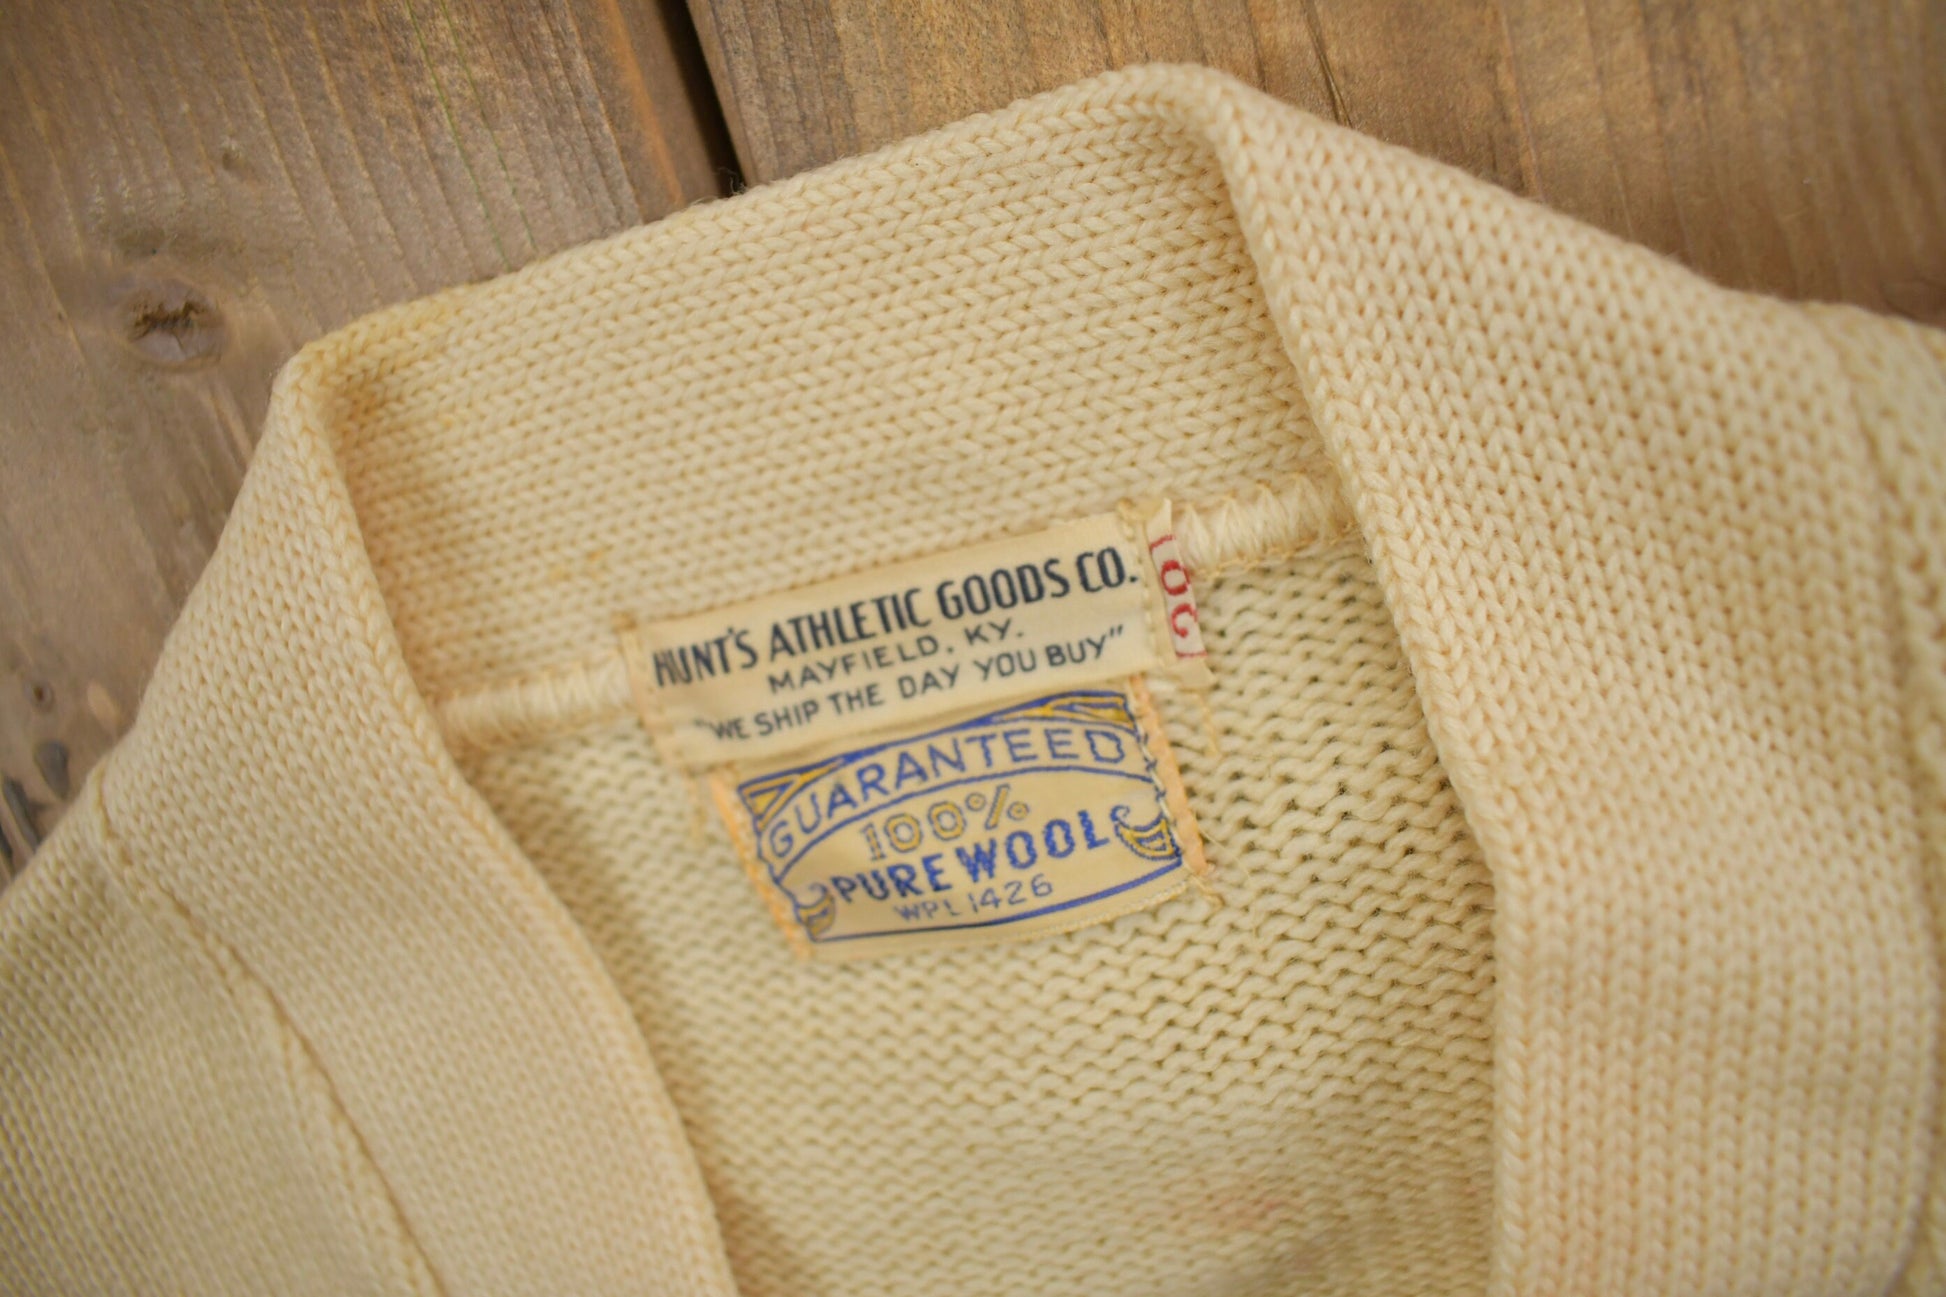 HUNT'S ATHLETIC GOODS CO.
MAYFIELD, KY.
"WE SHIP THE DAY YOU BUY"
GUARANTEED
100%
PURE WOOL
WPL 1426